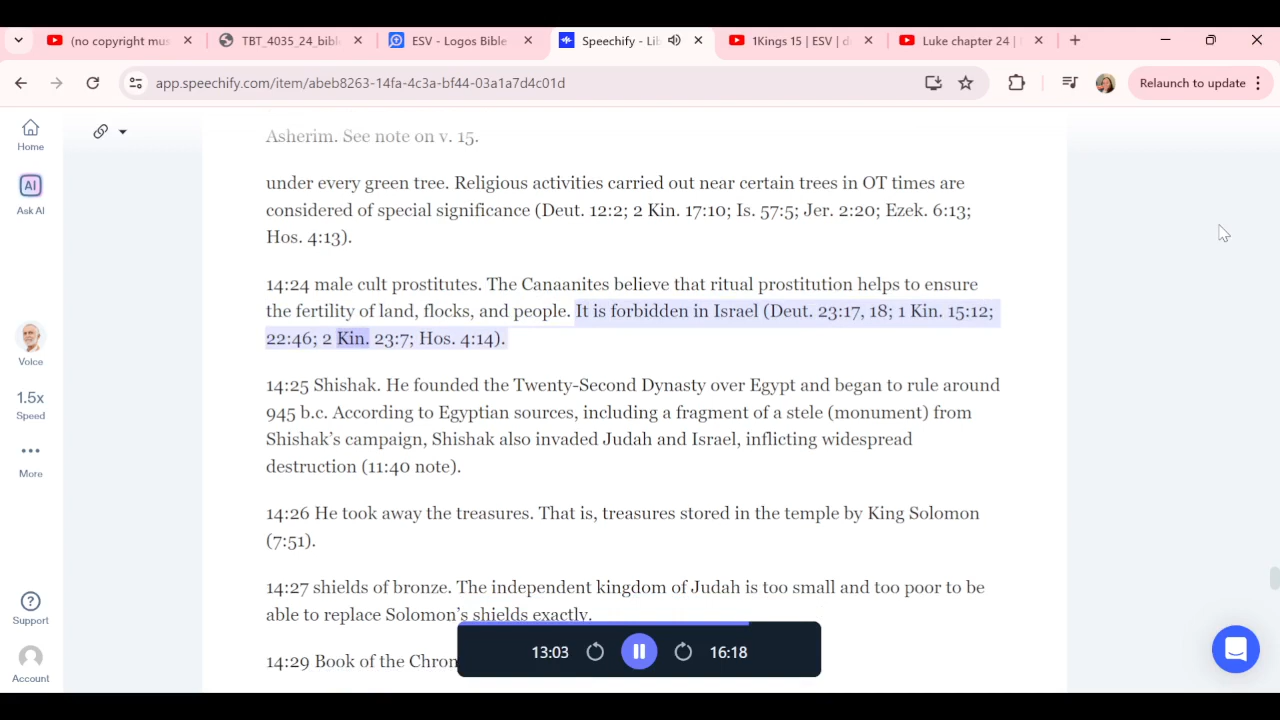 (no copyright mus
TBT_4035_24_bibl
ESV - Logos Bible
Speechify - Lib
1Kings 15 | ESV | d
Luke chapter 24 |
app.speechify.com/item/abeb8263-14fa-4c3a-bf44-03a1a7d4c01d
Relaunch to update
Home
AI
Ask AI
Voice
1.5x
Speed
More
Support
Account
Asherim. See note on v. 15.
under every green tree. Religious activities carried out near certain trees in OT times are
considered of special significance (Deut. 12:2; 2 Kin. 17:10; Is. 57:5; Jer. 2:20; Ezek. 6:13;
Hos. 4:13).
14:24 male cult prostitutes. The Canaanites believe that ritual prostitution helps to ensure
the fertility of land, flocks, and people. It is forbidden in Israel (Deut. 23:17, 18; 1 Kin. 15:12;
22:46; 2 Kin. 23:7; Hos. 4:14).
14:25 Shishak. He founded the Twenty-Second Dynasty over Egypt and began to rule around
945 b.c. According to Egyptian sources, including a fragment of a stele (monument) from
Shishak's campaign, Shishak also invaded Judah and Israel, inflicting widespread
destruction (11:40 note).
14:26 He took away the treasures. That is, treasures stored in the temple by King Solomon
(7:51).
14:27 shields of bronze. The independent kingdom of Judah is too small and too poor to be
able to replace Solomon's shields exactly.
14:29 Book of the Chron
13:03
16:18